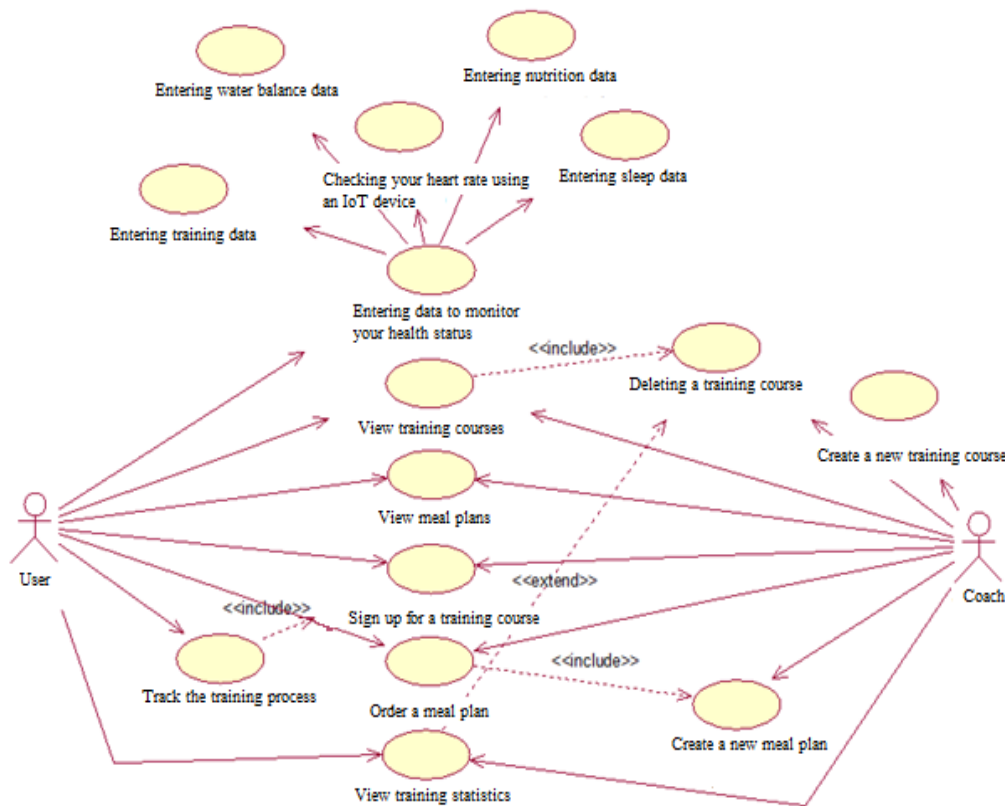 Entering water balance data
Entering nutrition data
Checking your heart rate using
an IoT device
Entering sleep data
Entering training data
Entering data to monitor
your health status
<<include>>
Deleting a training course
View training courses
Create a new training course
View meal plans
User
Coach
<<extend>>
<<include>>
Sign up for a training course
<<include>>
Track the training process
Order a meal plan
Create a new meal plan
View training statistics